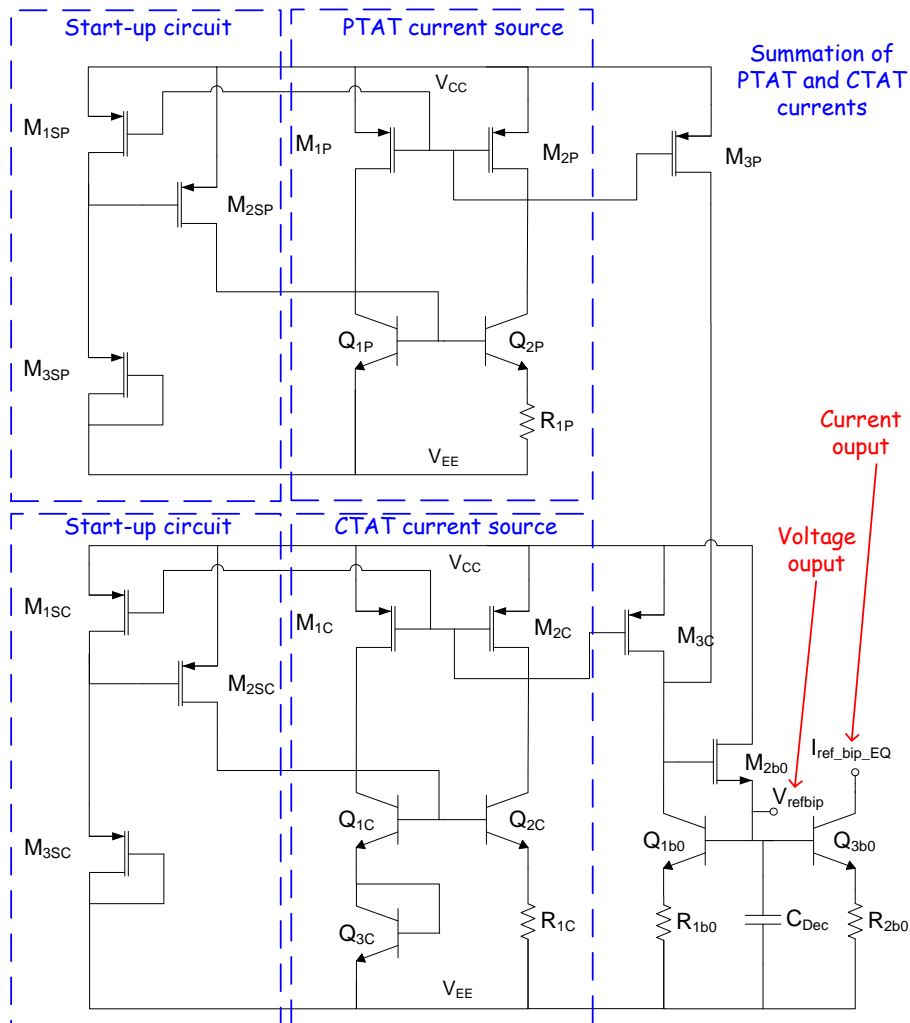 Start-up circuit
PTAT current source
Summation of
PTAT and CTAT
currents
VCC
M1SP
M1P
M2P
M3P
M2SP
Q1P
Q2P
M3SP
R1P
VEE
Current
ouput
Start-up circuit
CTAT current source
Voltage
ouput
VCC
M1SC
M1C
M2C
M3C
M2SC
Iref_bip_EQ
M2b0
Vrefbip
Q1C
Q2C
Q1b0
Q3b0
M3SC
Q3C
R1C
R1b0
CDec
R2b0
VEE